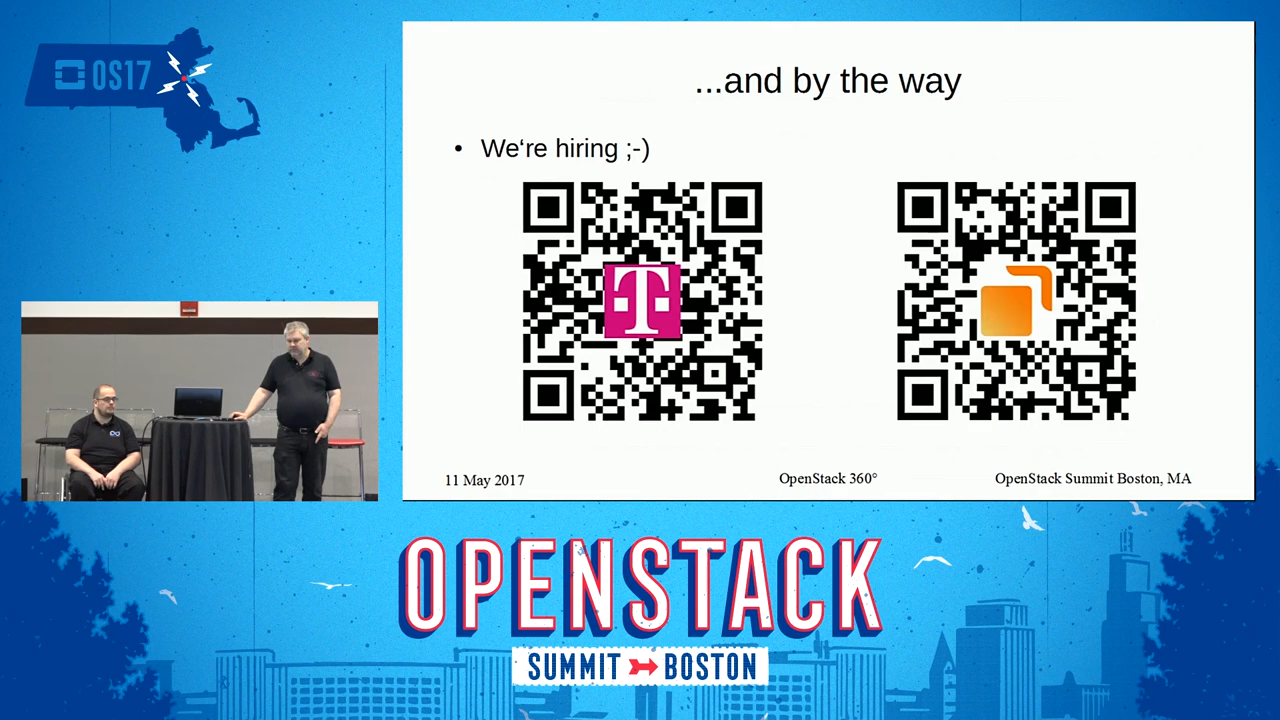 OS17
...and by the way
• We‘re hiring ;-)
T
11 May 2017
OpenStack 360°
OpenStack Summit Boston, MA
OPENSTACK
SUMMIT BOSTON